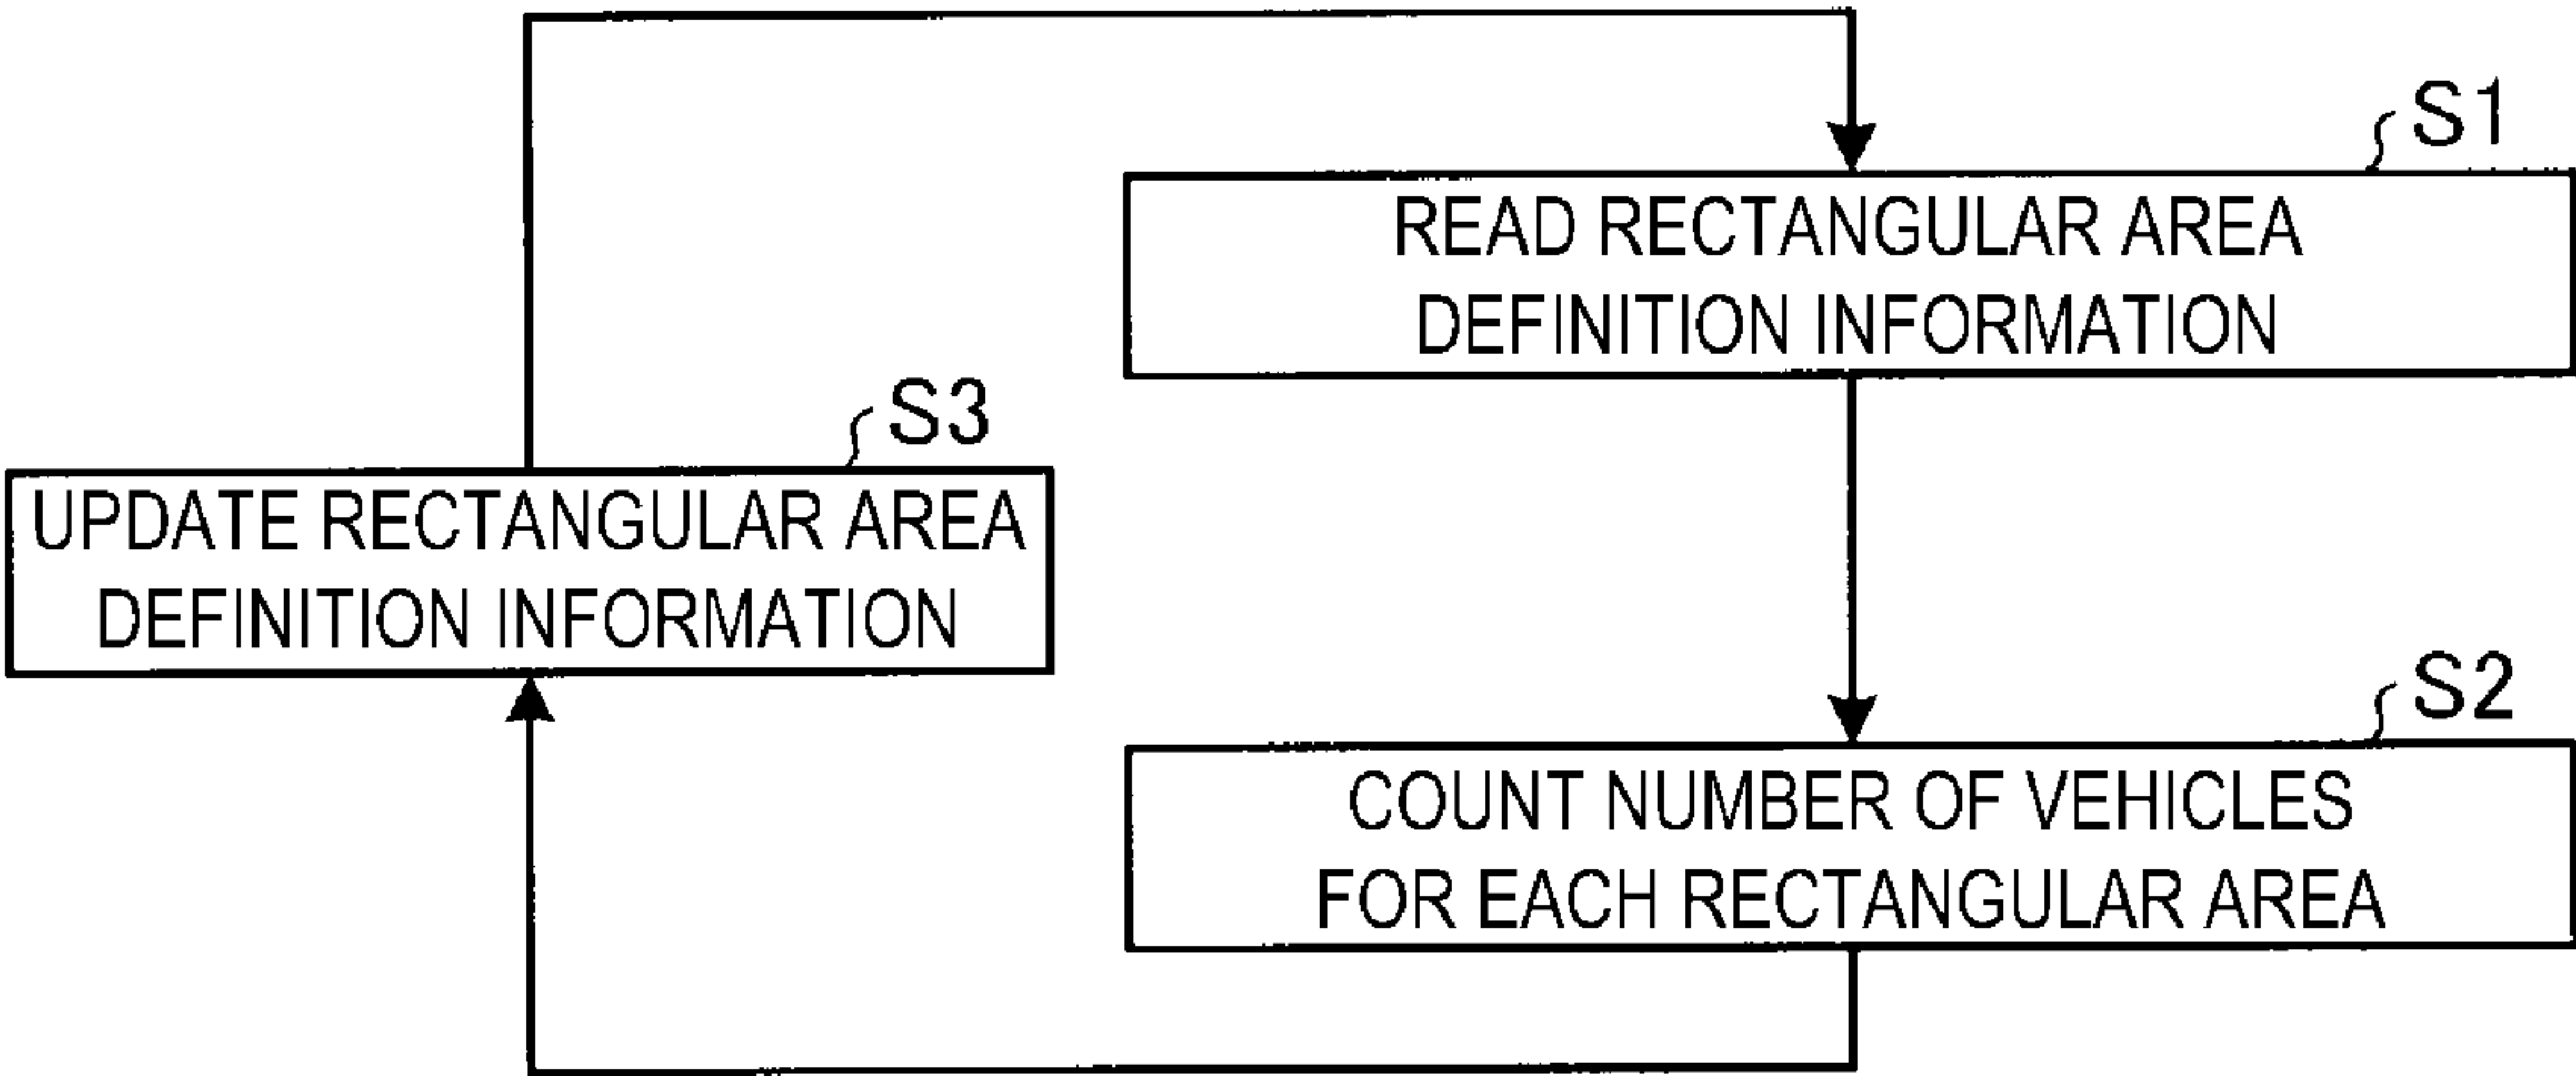 S1
READ RECTANGULAR AREA
DEFINITION INFORMATION
S3
UPDATE RECTANGULAR AREA
DEFINITION INFORMATION
S2
COUNT NUMBER OF VEHICLES
FOR EACH RECTANGULAR AREA